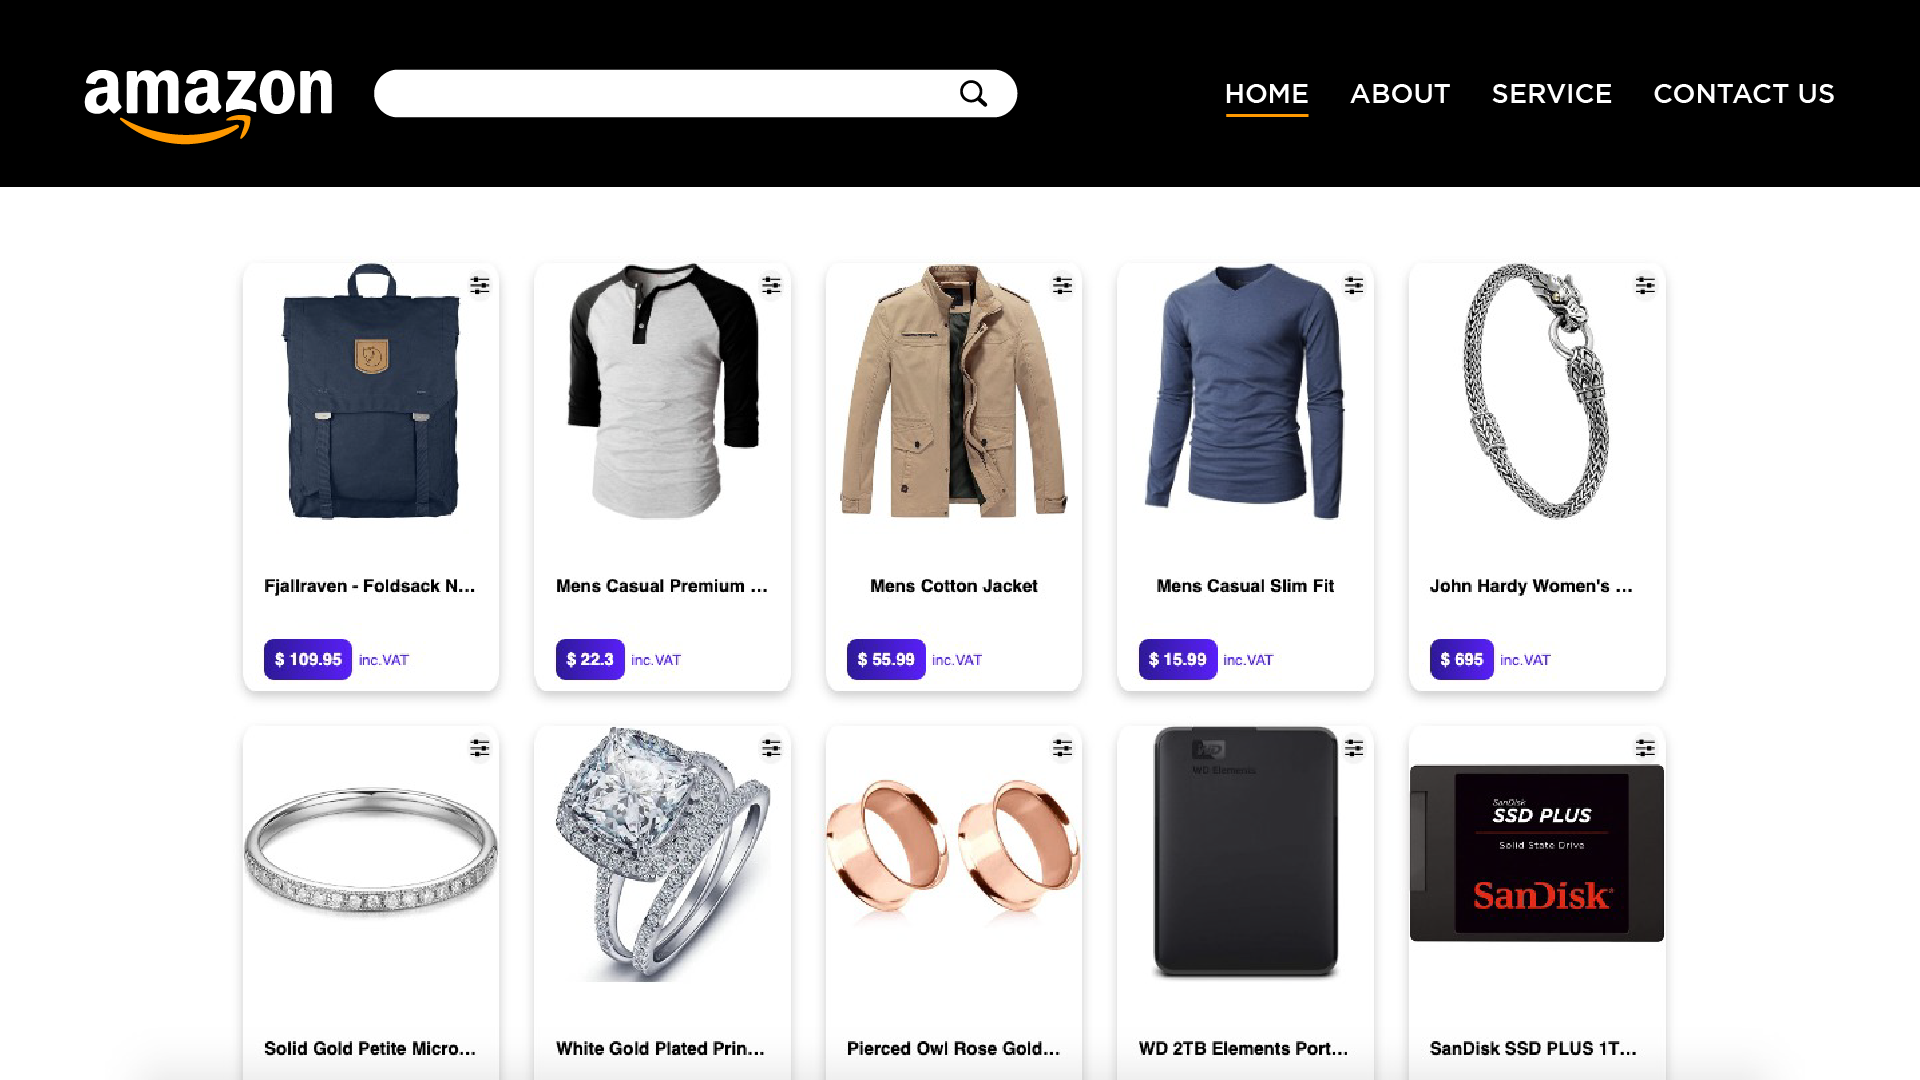 amazon
HOME ABOUT SERVICE CONTACT US
Fjallraven - Foldsack N...
Mens Casual Premium ...
Mens Cotton Jacket
Mens Casual Slim Fit
John Hardy Women's ...
$ 109.95 inc.VAT
$ 22.3 inc.VAT
$ 55.99 inc.VAT
$ 15.99 inc.VAT
$ 695 inc.VAT
WD
WD Elements
SanDisk
SSD PLUS
Solid State Drive
SanDisk
Solid Gold Petite Micro...
White Gold Plated Prin...
Pierced Owl Rose Gold...
WD 2TB Elements Port...
SanDisk SSD PLUS 1T...